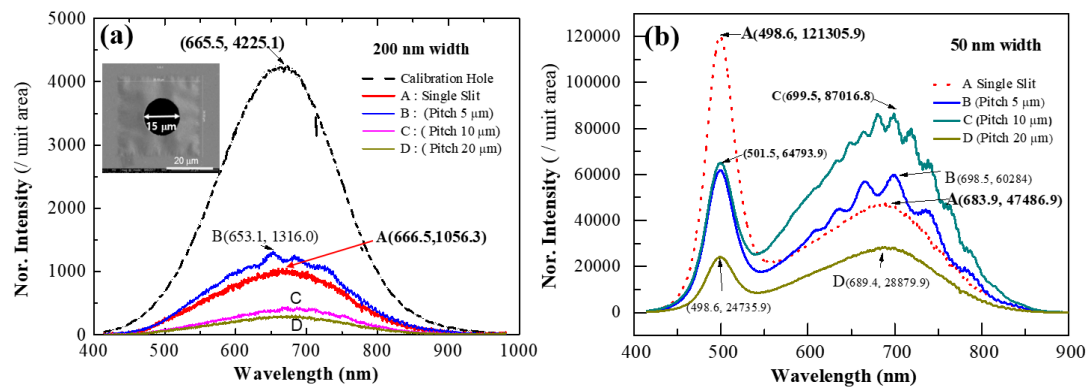 (a)
(665.5, 4225.1)
200 nm width
Calibration Hole
A : Single Slit
B : (Pitch 5 μm)
C : ( Pitch 10 μm)
D : ( Pitch 20 μm)
15 μm
20 μm
B(653.1, 1316.0)
A(666.5,1056.3)
C
D
5000
4000
3000
2000
1000
0
400 500 600 700 800 900 1000
Wavelength (nm)
Nor. Intensity (/ unit area)
(b)
A(498.6, 121305.9)
50 nm width
A Single Slit
B (Pitch 5 μm)
C (Pitch 10 μm)
D (Pitch 20 μm)
C(699.5, 87016.8)
(501.5, 64793.9)
B(698.5, 60284)
A(683.9, 47486.9)
D(689.4, 28879.9)
(498.6, 24735.9)
120000
100000
80000
60000
40000
20000
0
400 500 600 700 800 900
Wavelength (nm)
Nor. Intensity ( / unit area)